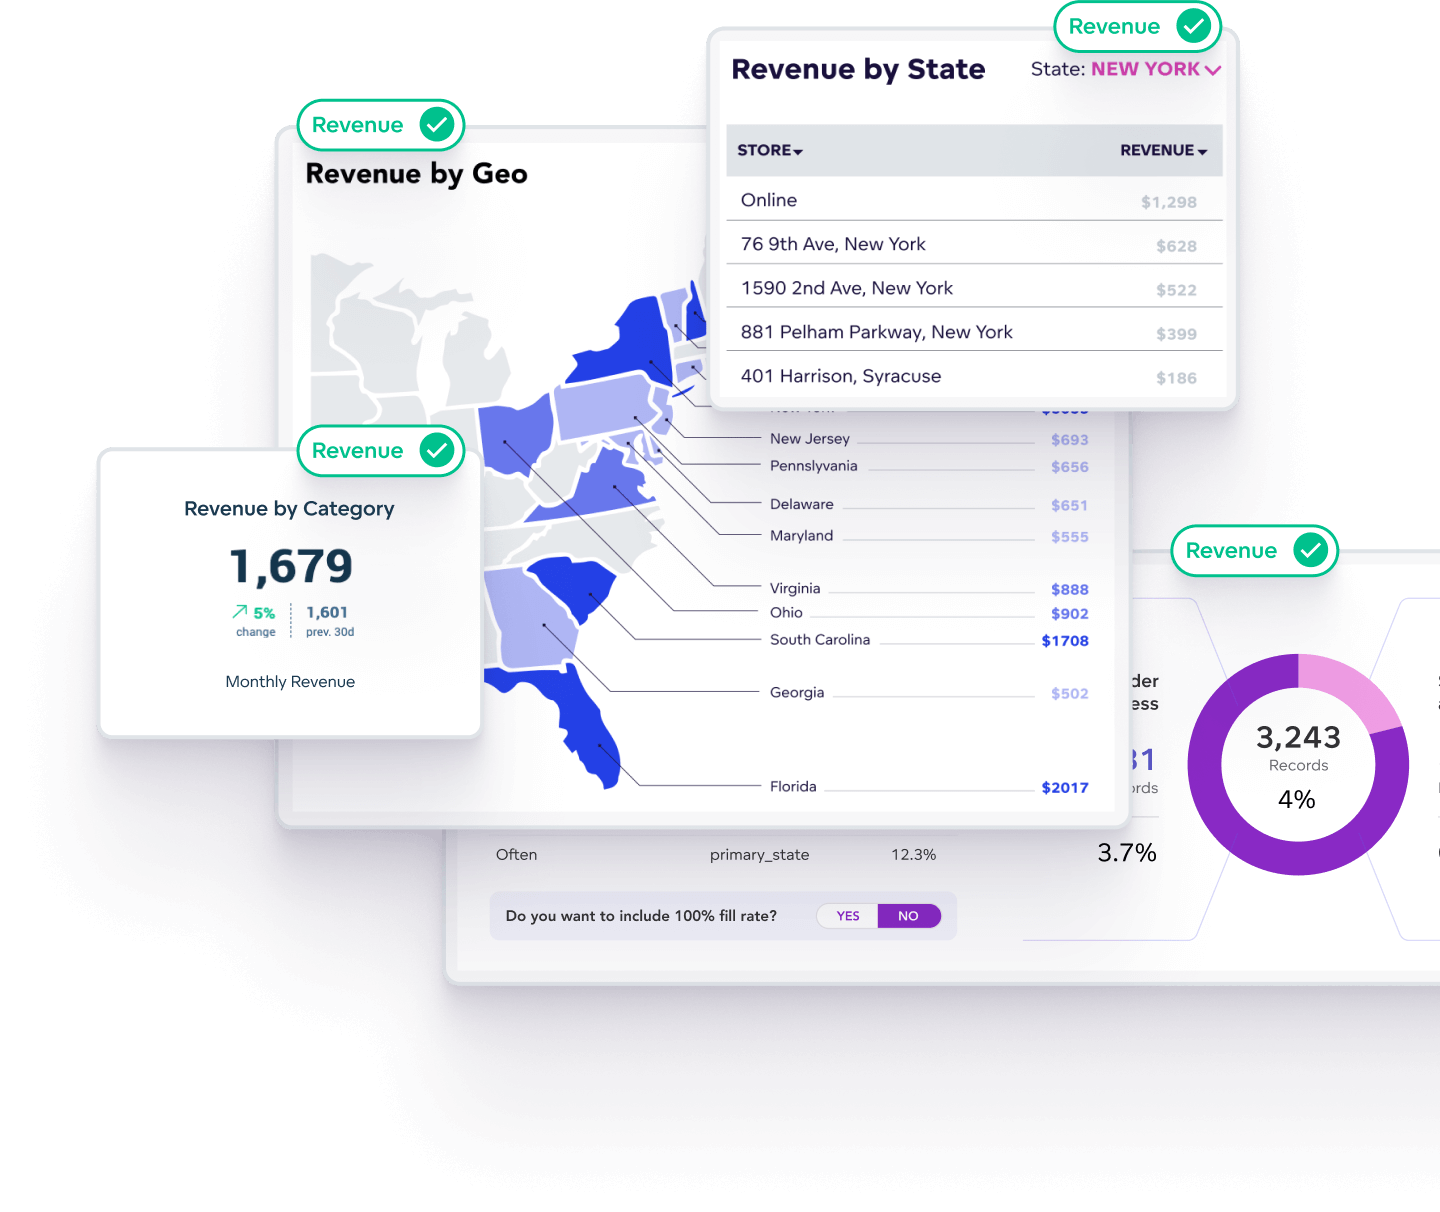 Revenue
Revenue by State
State: NEW YORK
STORE
REVENUE
Online
$1,298
76 9th Ave, New York
$628
1590 2nd Ave, New York
$522
881 Pelham Parkway, New York
$399
401 Harrison, Syracuse
$186
Revenue
Revenue by Geo
New Jersey
$693
Pennslyvania
$656
Delaware
$651
Maryland
$555
Virginia
$888
Ohio
$902
South Carolina
$1708
Georgia
$502
Florida
$2017
Revenue
Revenue by Category
1,679
5%
change
1,601
prev. 30d
Monthly Revenue
Revenue
3,243
Records
4%
3.7%
Often
primary_state
12.3%
Do you want to include 100% fill rate?
YES
NO